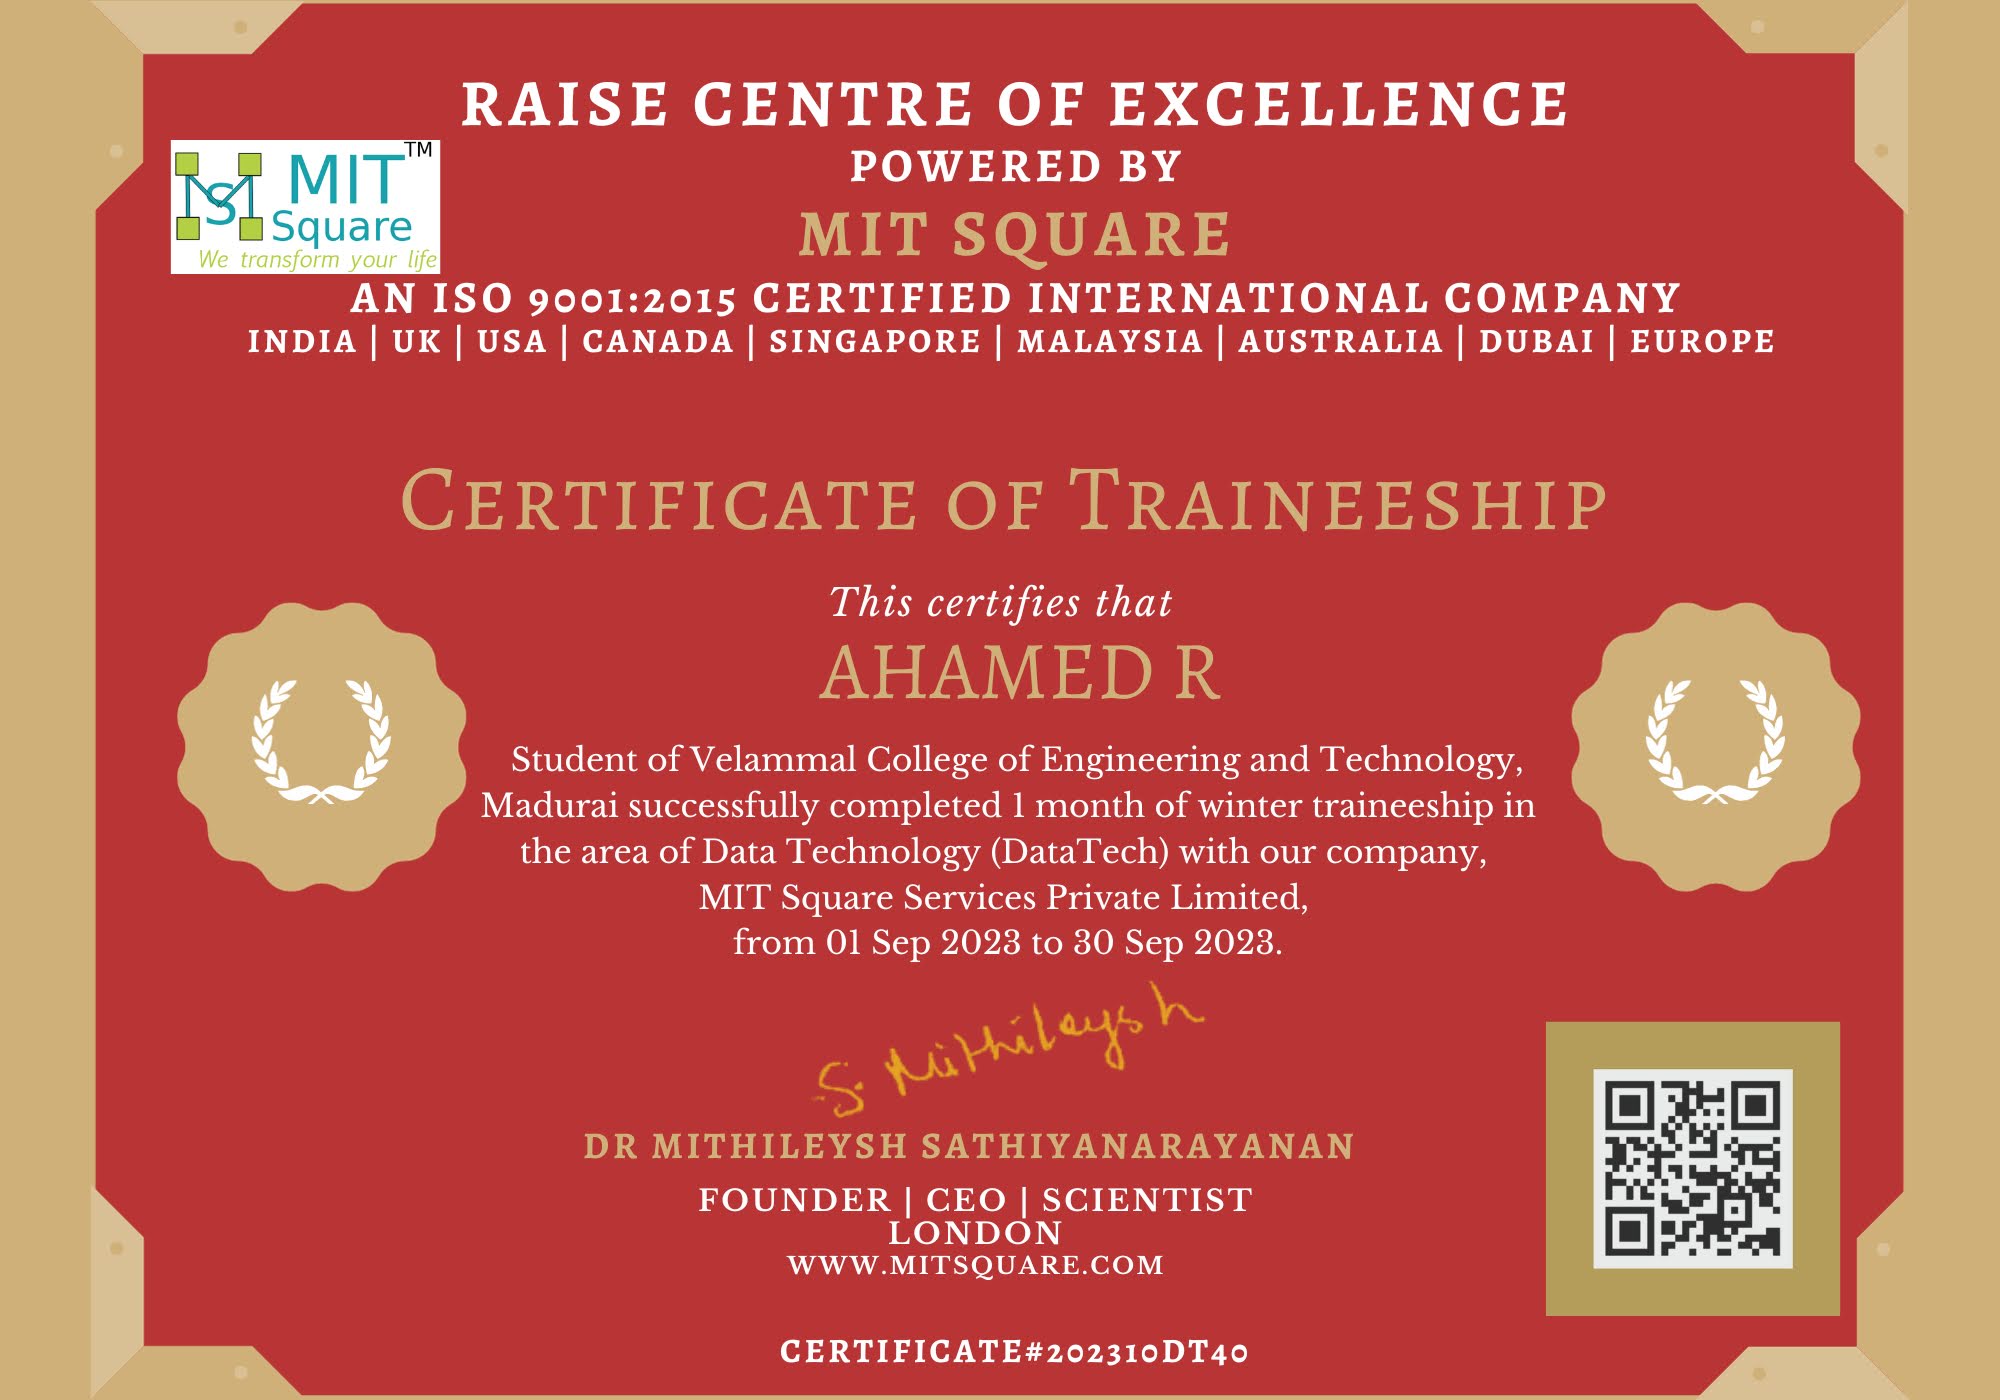 RAISE CENTRE OF EXCELLENCE
POWERED BY
MIT SQUARE
MS MIT TM
Square
We transform your life
AN ISO 9001:2015 CERTIFIED INTERNATIONAL COMPANY
INDIA | UK | USA | CANADA | SINGAPORE | MALAYSIA | AUSTRALIA | DUBAI | EUROPE
CERTIFICATE OF TRAINEESHIP
This certifies that
AHAMED R
Student of Velammal College of Engineering and Technology,
Madurai successfully completed 1 month of winter traineeship in
the area of Data Technology (DataTech) with our company,
MIT Square Services Private Limited,
from 01 Sep 2023 to 30 Sep 2023.
S. Mithileysh
DR MITHILEYSH SATHIYANARAYANAN
FOUNDER | CEO | SCIENTIST
LONDON
WWW.MITSQUARE.COM
CERTIFICATE#202310DT40